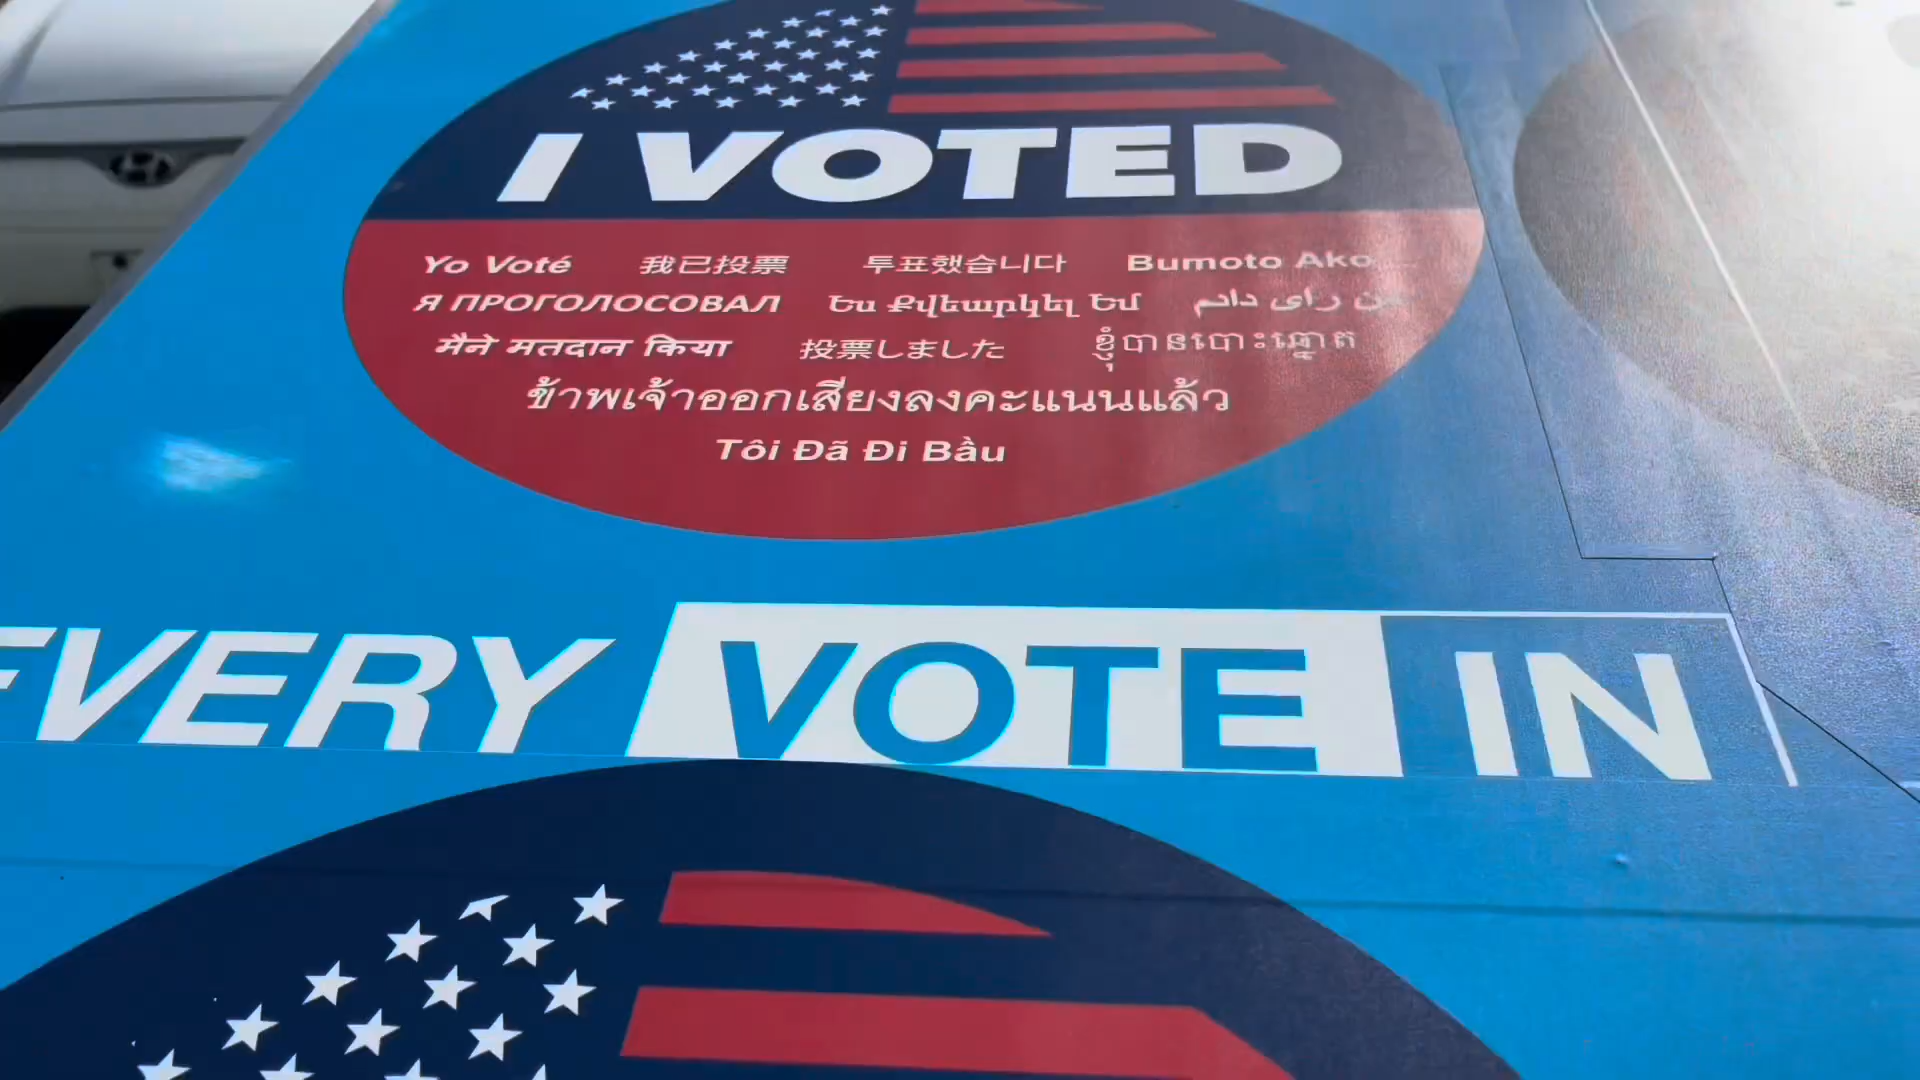 I VOTED
Yo Voté 我已投票 투표했습니다 Bumoto Ako
Я ПРОГОЛОСОВАЛ Ես Քվեարկել Եմ من رای دادم
मैने मतदान किया 投票しました ខ្ញុំបានបោះឆ្នោត
ข้าพเจ้าออกเสียงลงคะแนนแล้ว
Tôi Đã Đi Bầu
EVERY VOTE IN